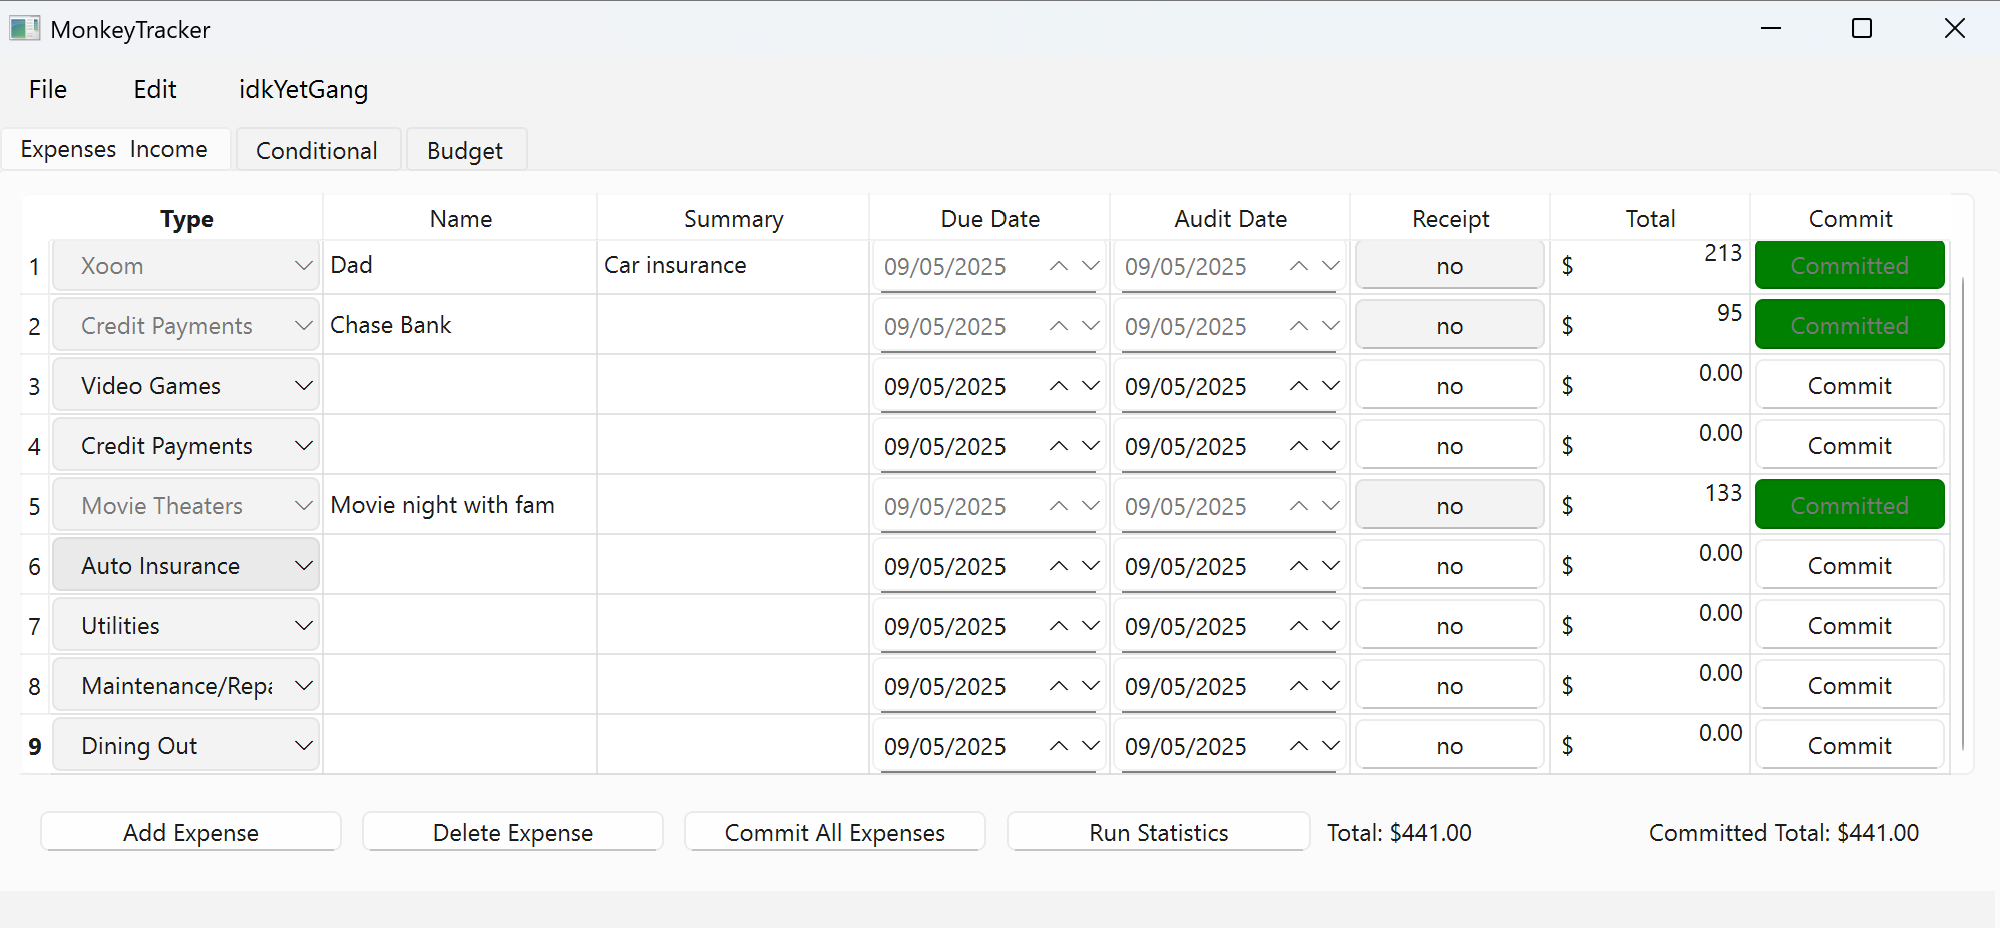 MonkeyTracker
File Edit idkYetGang
Expenses Income Conditional Budget
Type Name Summary Due Date Audit Date Receipt Total Commit
1 Xoom Dad Car insurance 09/05/2025 09/05/2025 no $ 213 Committed
2 Credit Payments Chase Bank 09/05/2025 09/05/2025 no $ 95 Committed
3 Video Games 09/05/2025 09/05/2025 no $ 0.00 Commit
4 Credit Payments 09/05/2025 09/05/2025 no $ 0.00 Commit
5 Movie Theaters Movie night with fam 09/05/2025 09/05/2025 no $ 133 Committed
6 Auto Insurance 09/05/2025 09/05/2025 no $ 0.00 Commit
7 Utilities 09/05/2025 09/05/2025 no $ 0.00 Commit
8 Maintenance/Repa 09/05/2025 09/05/2025 no $ 0.00 Commit
9 Dining Out 09/05/2025 09/05/2025 no $ 0.00 Commit
Add Expense Delete Expense Commit All Expenses Run Statistics Total: $441.00 Committed Total: $441.00